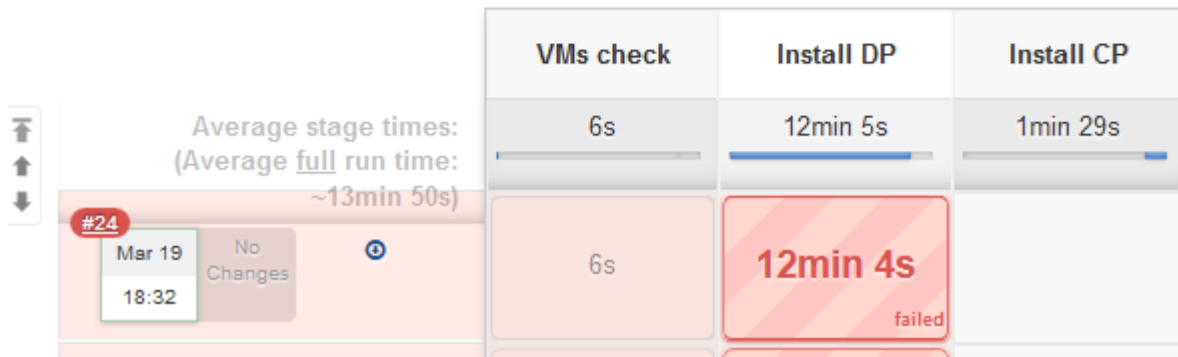 VMs check
Install DP
Install CP
Average stage times:
6s
12min 5s
1min 29s
(Average full run time:
~13min 50s)
#24
Mar 19
No
Changes
18:32
6s
12min 4s
failed